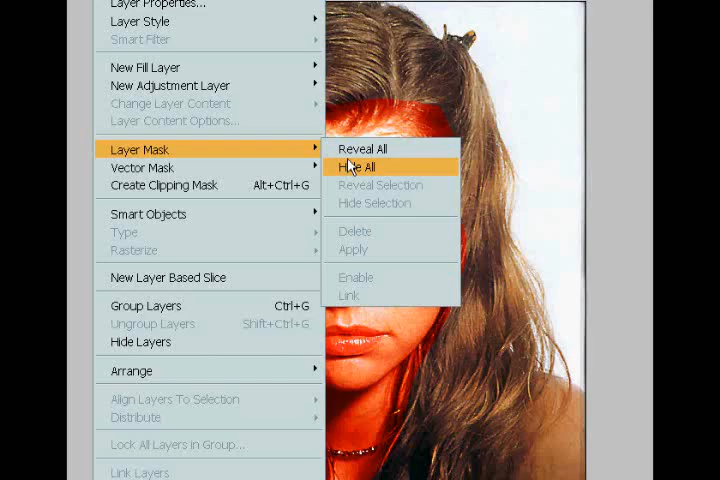 Layer Properties...
Layer Style
Smart Filter
New Fill Layer
New Adjustment Layer
Change Layer Content
Layer Content Options...
Layer Mask
Vector Mask
Create Clipping Mask Alt+Ctrl+G
Smart Objects
Type
Rasterize
New Layer Based Slice
Group Layers Ctrl+G
Ungroup Layers Shift+Ctrl+G
Hide Layers
Arrange
Align Layers To Selection
Distribute
Lock All Layers in Group...
Link Layers
Reveal All
Hide All
Reveal Selection
Hide Selection
Delete
Apply
Enable
Link